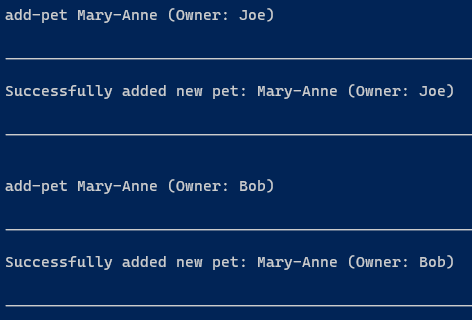 add-pet Mary-Anne (Owner: Joe)
Successfully added new pet: Mary-Anne (Owner: Joe)
add-pet Mary-Anne (Owner: Bob)
Successfully added new pet: Mary-Anne (Owner: Bob)